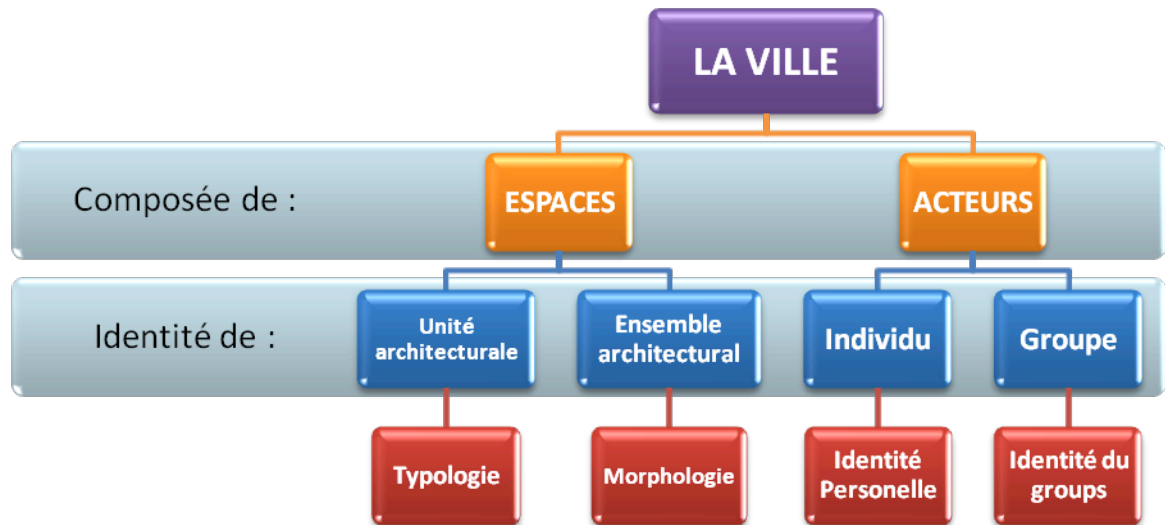 LA VILLE
Composée de :
ESPACES
ACTEURS
Identité de :
Unité
architecturale
Ensemble
architectural
Individu
Groupe
Typologie
Morphologie
Identité
Personelle
Identité du
groups